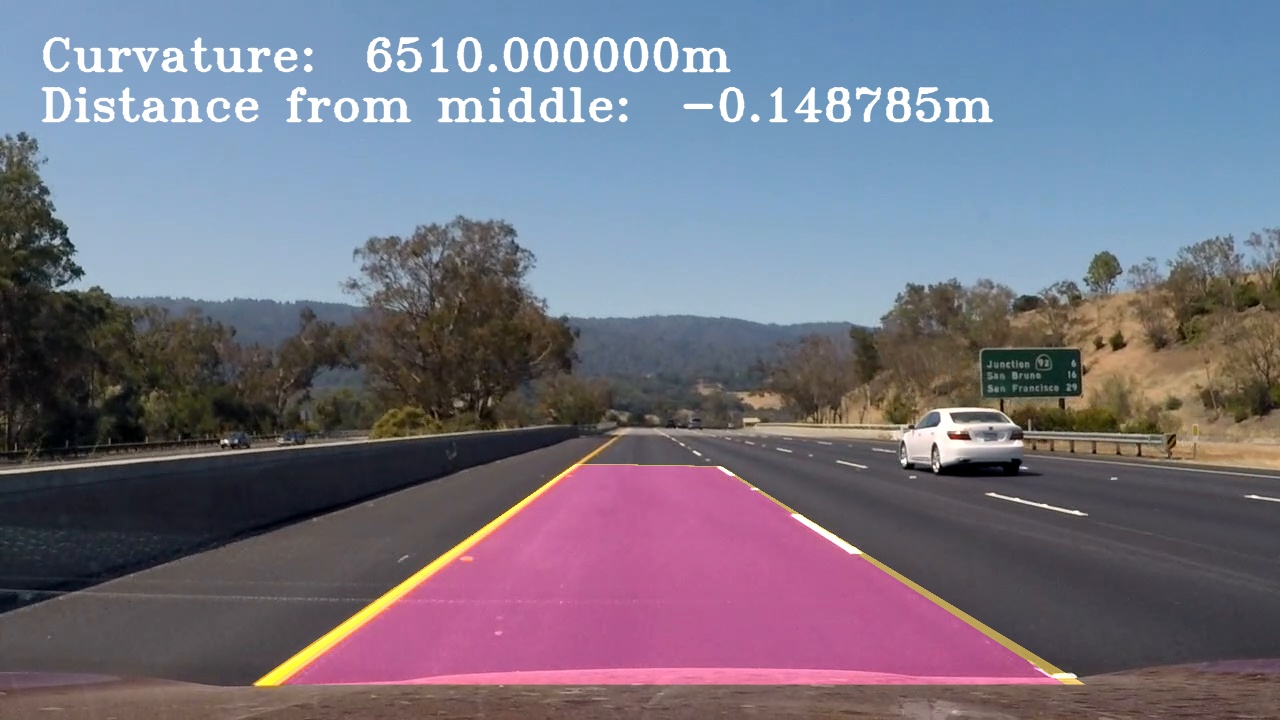 Curvature:  6510.000000m
Distance from middle:  -0.148785m
Junction 92 6
San Bruno 16
San Francisco 29